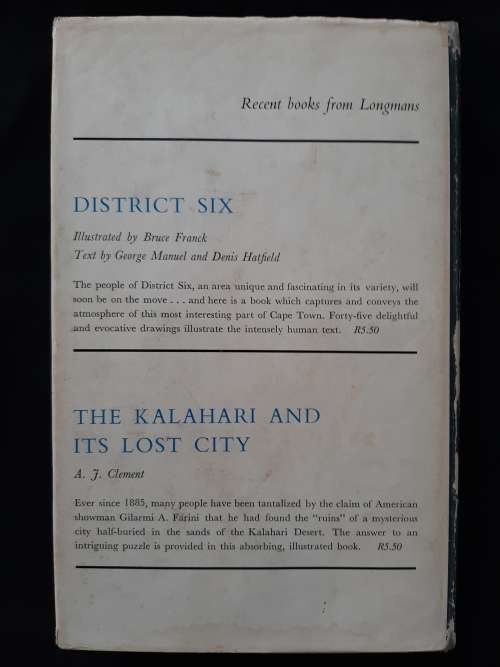 Recent books from Longmans
DISTRICT SIX
Illustrated by Bruce Franck
Text by George Manuel and Denis Hatfield
The people of District Six, an area unique and fascinating in its variety, will
soon be on the move . . . and here is a book which captures and conveys the
atmosphere of this most interesting part of Cape Town. Forty-five delightful
and evocative drawings illustrate the intensely human text. R5.50
THE KALAHARI AND
ITS LOST CITY
A. J. Clement
Ever since 1885, many people have been tantalized by the claim of American
showman Gilarmi A. Farini that he had found the “ruins” of a mysterious
city half-buried in the sands of the Kalahari Desert. The answer to an
intriguing puzzle is provided in this absorbing, illustrated book. R5.50